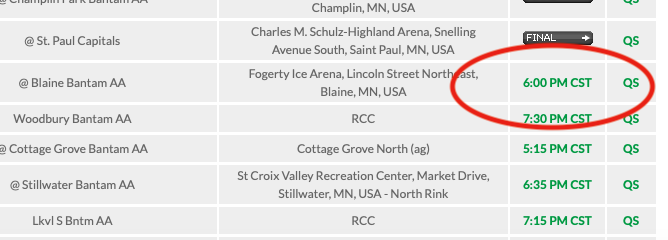 @ Champlin Park Bantam AA
Champlin, MN, USA
@ St. Paul Capitals
Charles M. Schulz-Highland Arena, Snelling
Avenue South, Saint Paul, MN, USA
FINAL
QS
@ Blaine Bantam AA
Fogerty Ice Arena, Lincoln Street Northeast,
Blaine, MN, USA
6:00 PM CST
QS
Woodbury Bantam AA
RCC
7:30 PM CST
QS
@ Cottage Grove Bantam AA
Cottage Grove North (ag)
5:15 PM CST
QS
@ Stillwater Bantam AA
St Croix Valley Recreation Center, Market Drive,
Stillwater, MN, USA - North Rink
6:35 PM CST
QS
Lkvl S Bntm AA
RCC
7:15 PM CST
QS